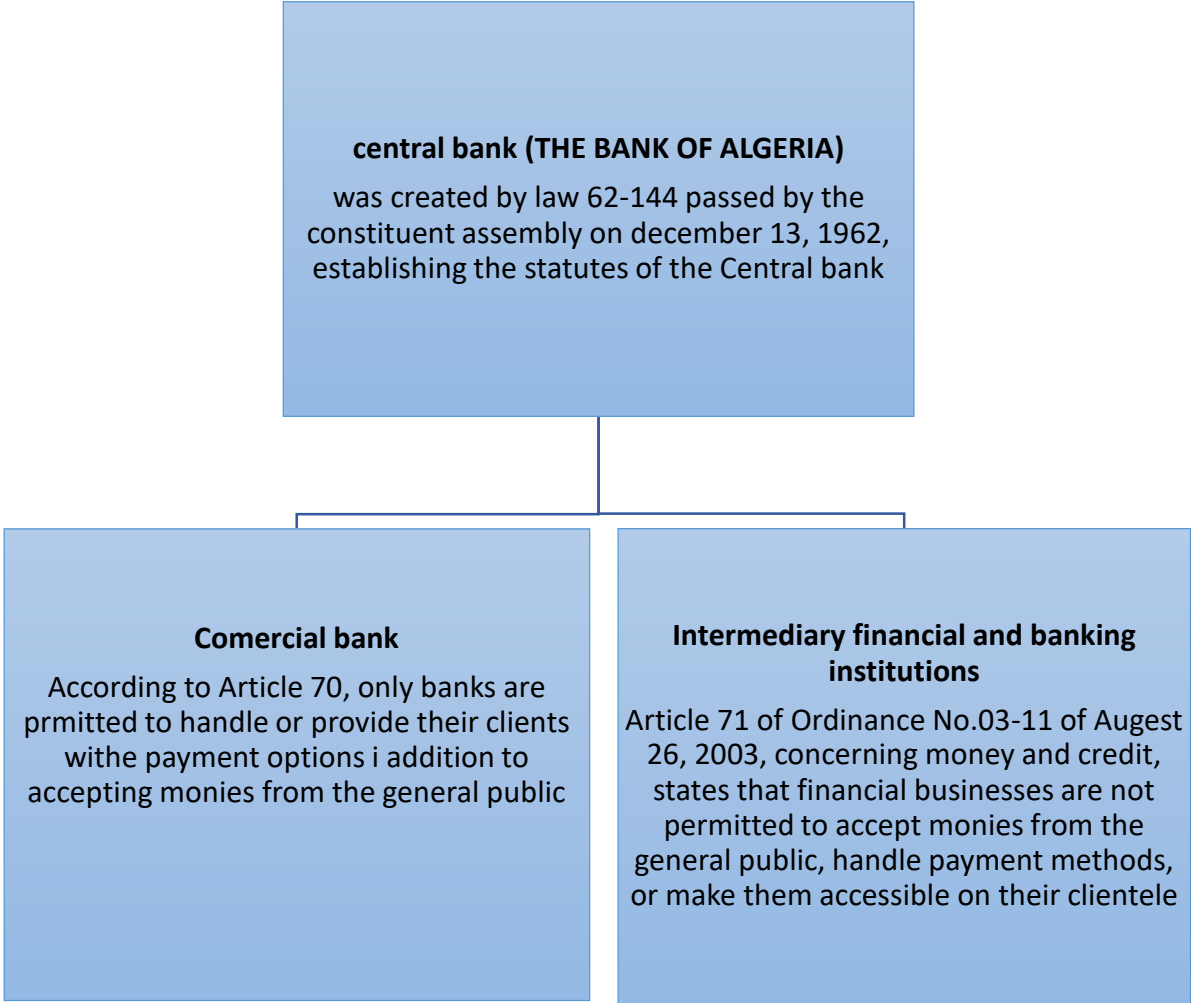 central bank (THE BANK OF ALGERIA)
was created by law 62-144 passed by the
constituent assembly on december 13, 1962,
establishing the statutes of the Central bank
Comercial bank
According to Article 70, only banks are
prmitted to handle or provide their clients
withe payment options i addition to
accepting monies from the general public
Intermediary financial and banking
institutions
Article 71 of Ordinance No.03-11 of Augest
26, 2003, concerning money and credit,
states that financial businesses are not
permitted to accept monies from the
general public, handle payment methods,
or make them accessible on their clientele